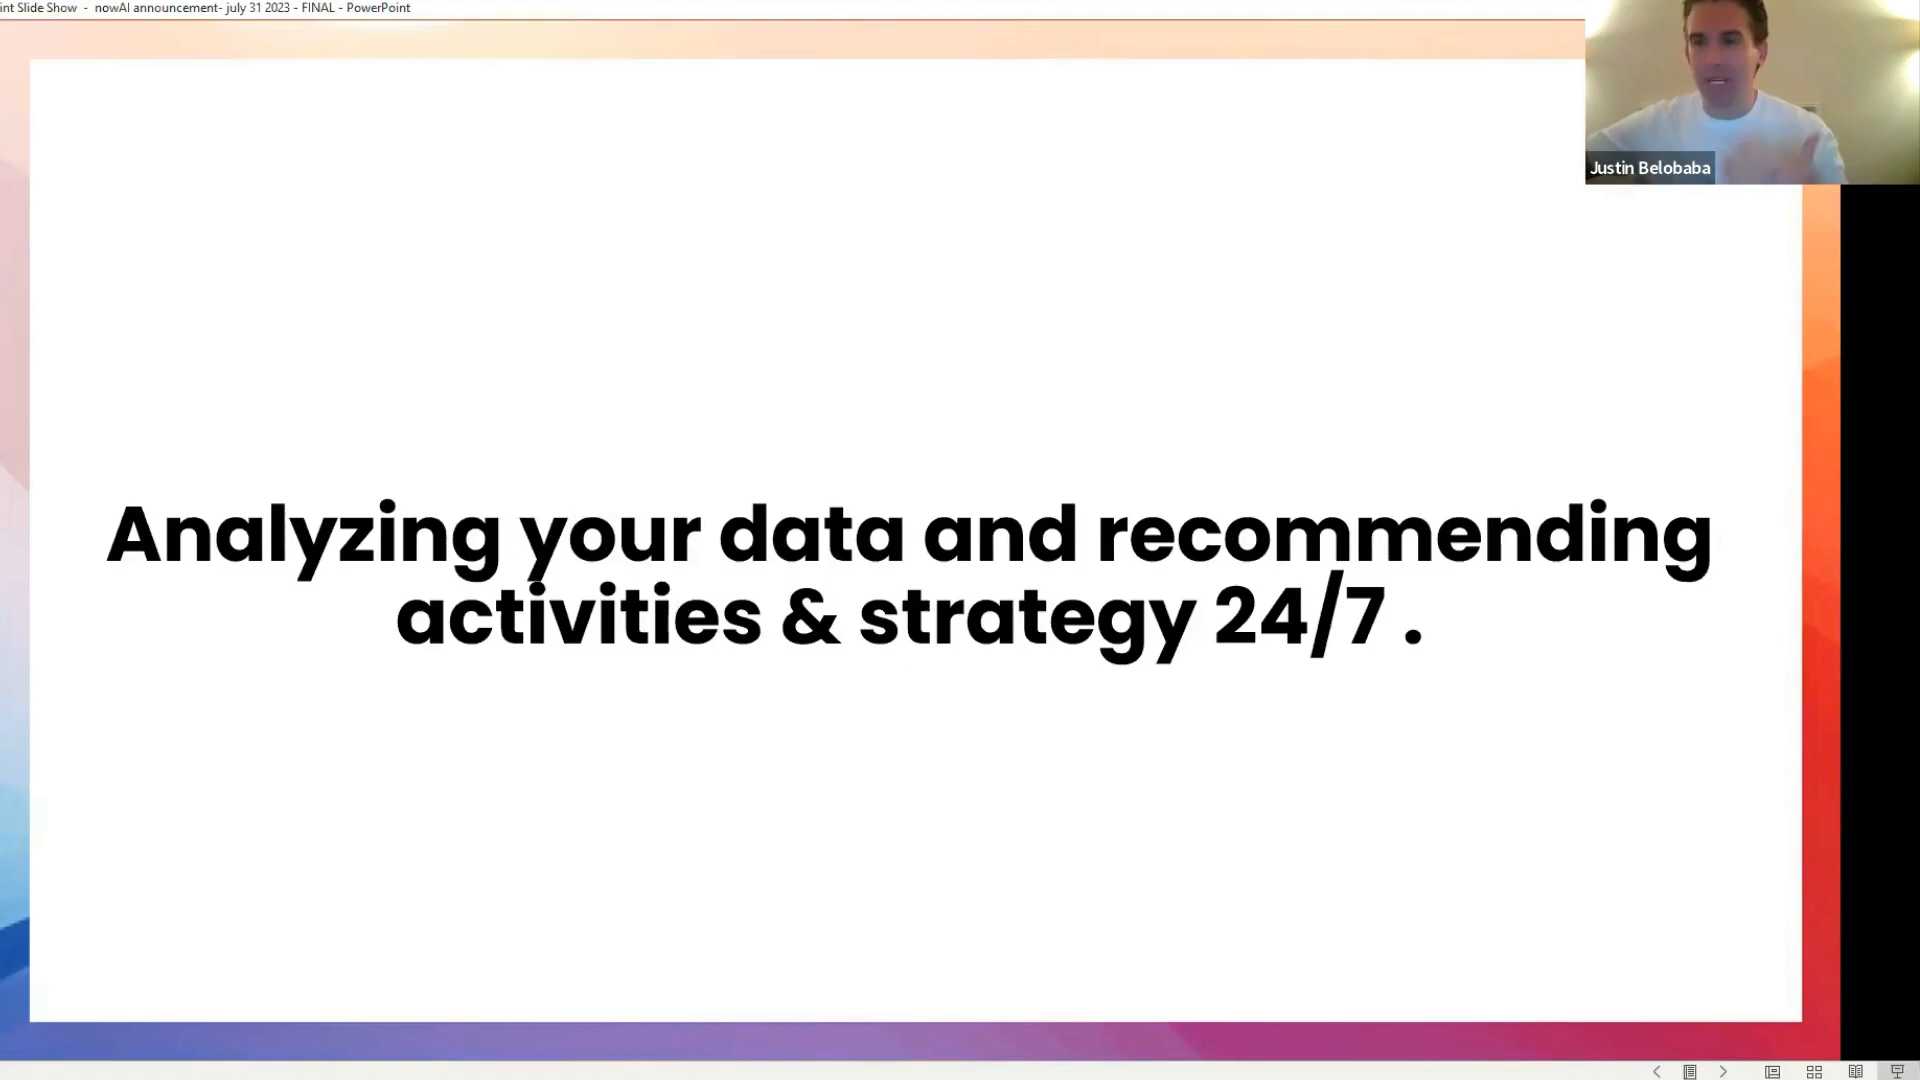 int Slide Show - nowAI announcement- july 31 2023 - FINAL - PowerPoint
Justin Belobaba
Analyzing your data and recommending
activities & strategy 24/7 .